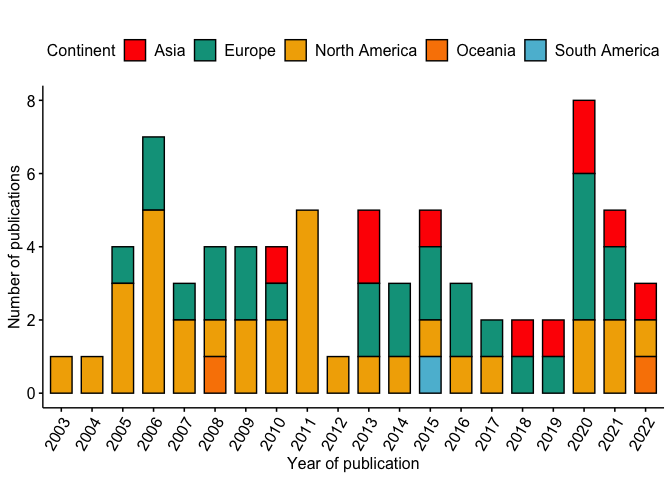 Continent Asia Europe North America Oceania South America
Number of publications
8
6
4
2
0
2003 2004 2005 2006 2007 2008 2009 2010 2011 2012 2013 2014 2015 2016 2017 2018 2019 2020 2021 2022
Year of publication